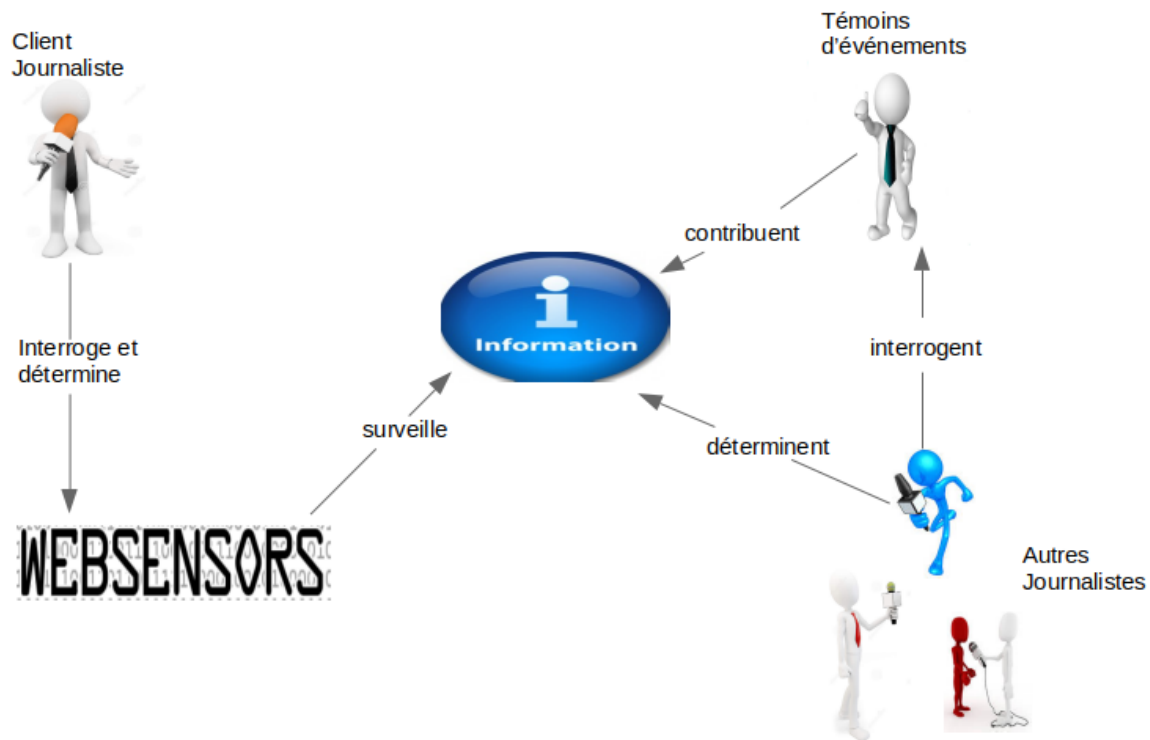 Client
Journaliste
Témoins
d'événements
contribuent
i
Information
Interroge et
détermine
interrogent
surveille
déterminent
WEBSENSORS
Autres
Journalistes